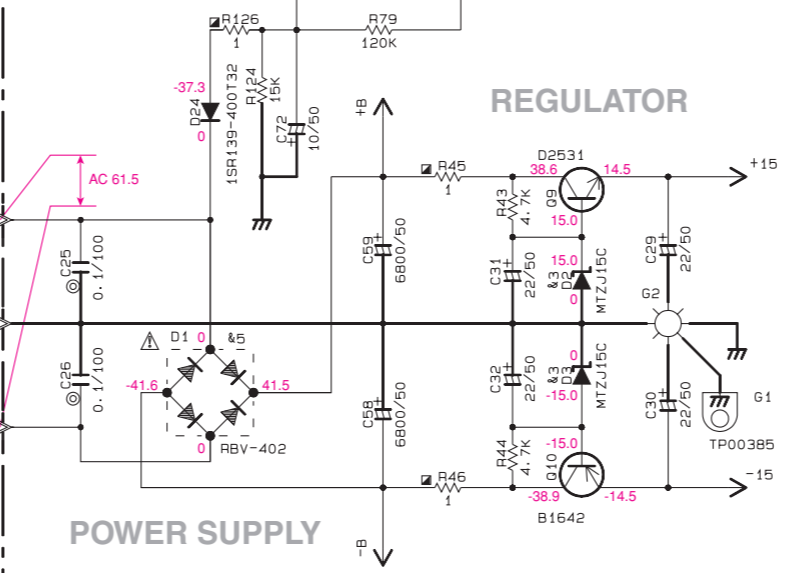 R126
1
R79
120K
-37.3
D24
0
1SR139-400T32
R124
15K
C72
+
10/50
+B
REGULATOR
AC 61.5
R45
1
D2531
38.6
14.5
+15
Q9
R43
4.7K
15.0
C25
0.1/100
C59
+
6800/50
C31
+
22/50
15.0
&3
D2
0
MTZJ15C
C29
+
22/50
G2
D1
0
&5
C26
0.1/100
-41.6
41.5
C58
+
6800/50
C32
+
22/50
0
&3
D3
-15.0
MTZJ15C
C30
+
22/50
G1
TP00385
0
RBV-402
R44
4.7K
-15.0
Q10
R46
1
-38.9
-14.5
-15
B1642
POWER SUPPLY
-B